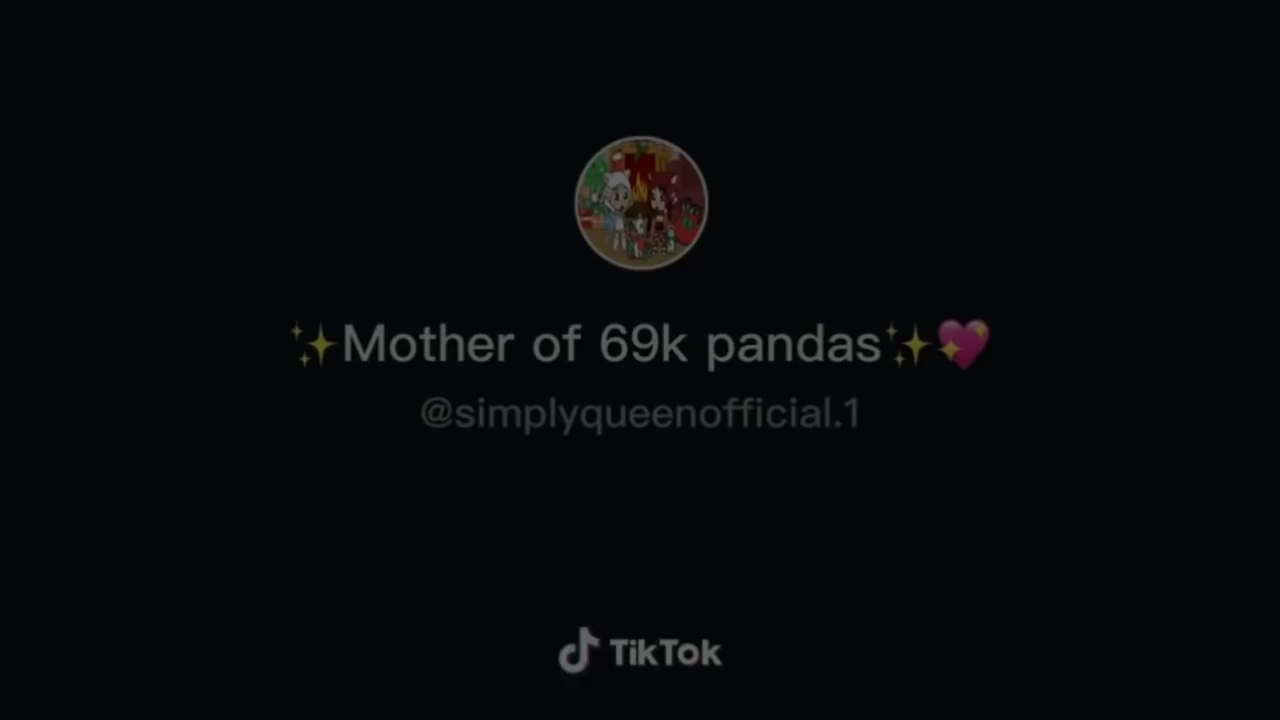 ✨Mother of 69k pandas✨💖
@simplyqueenofficial.1
TikTok